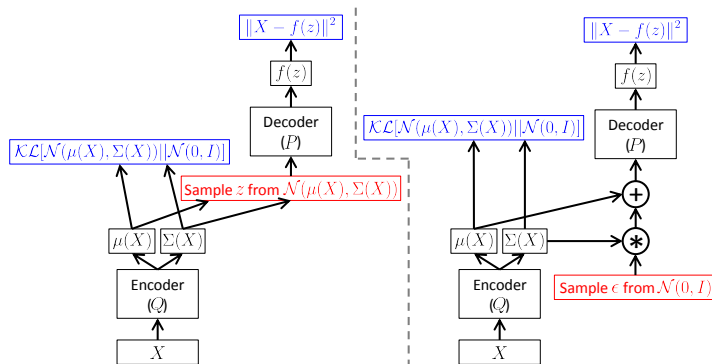 ‖X − f(z)‖²
f(z)
Decoder
(P)
𝒦ℒ[𝒩(μ(X), Σ(X))||𝒩(0, I)]
Sample z from 𝒩(μ(X), Σ(X))
μ(X)
Σ(X)
Encoder
(Q)
X
‖X − f(z)‖²
f(z)
Decoder
(P)
𝒦ℒ[𝒩(μ(X), Σ(X))||𝒩(0, I)]
+
μ(X)
Σ(X)
*
Encoder
(Q)
Sample ϵ from 𝒩(0, I)
X